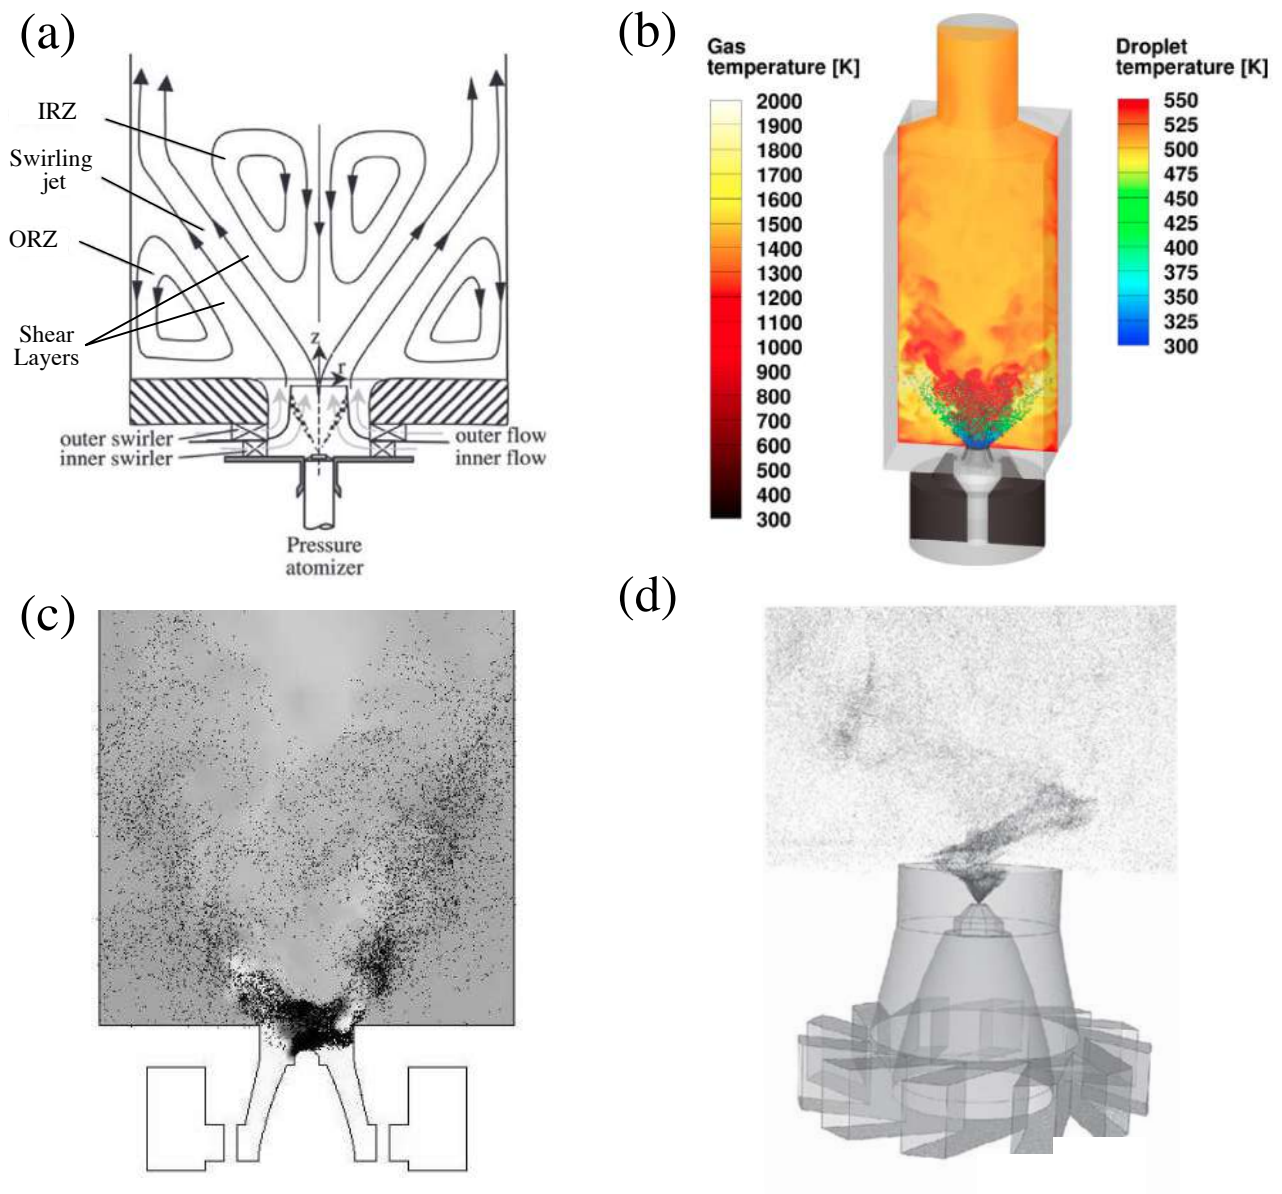 (a)
IRZ
Swirling
jet
ORZ
Shear
Layers
z
r
outer swirler
inner swirler
outer flow
inner flow
Pressure
atomizer
(b)
Gas
temperature [K]
2000
1900
1800
1700
1600
1500
1400
1300
1200
1100
1000
900
800
700
600
500
400
300
Droplet
temperature [K]
550
525
500
475
450
425
400
375
350
325
300
(c)
(d)